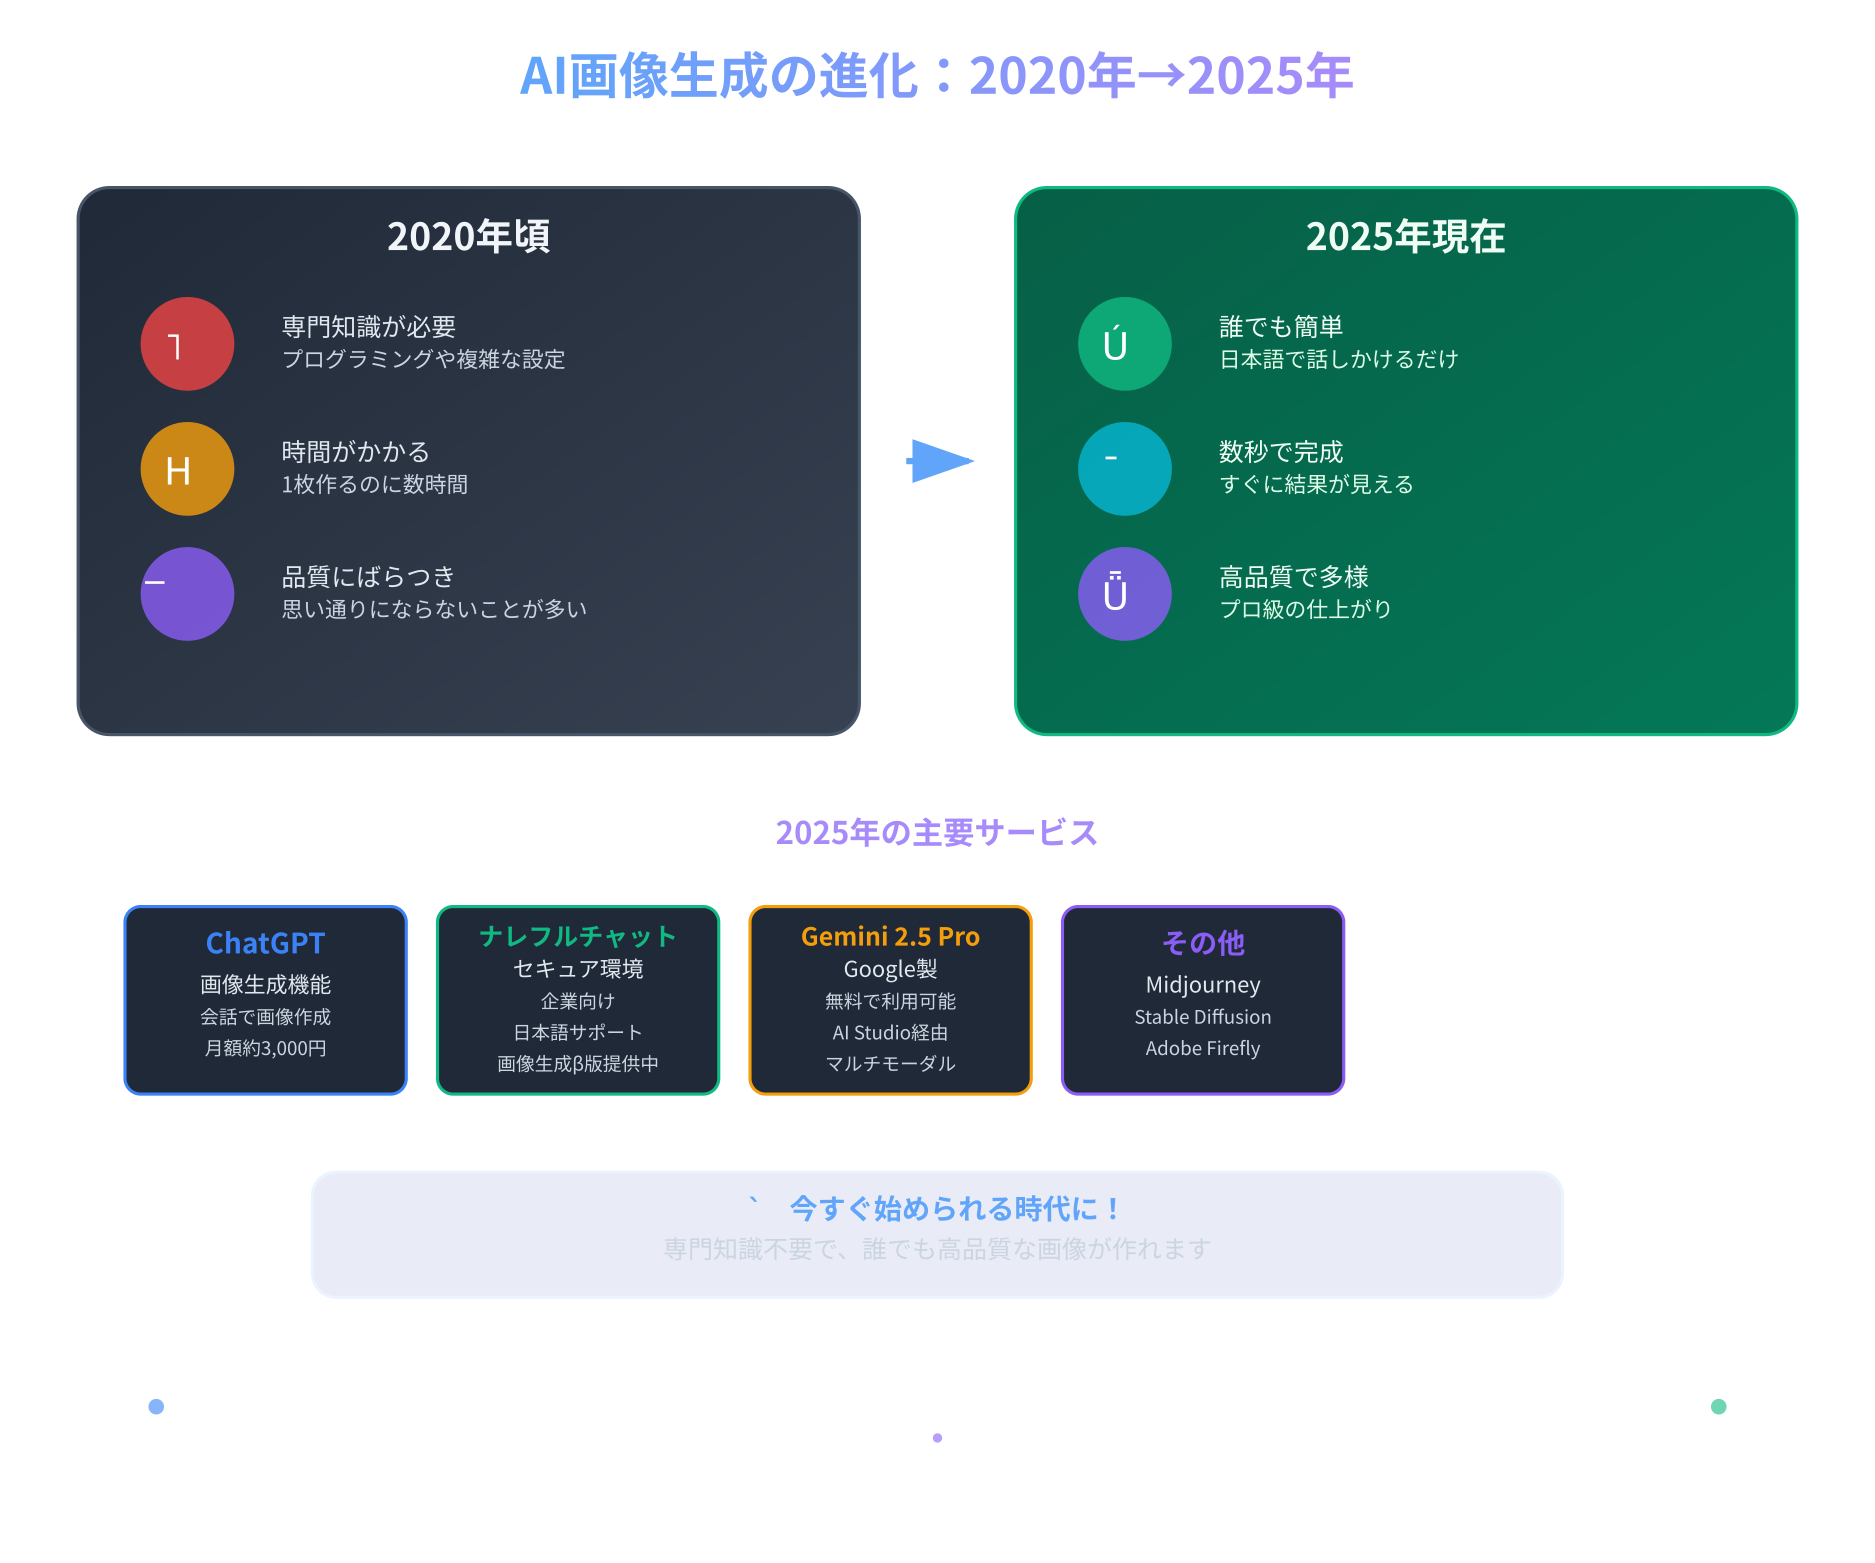 AI画像生成の進化：2020年→2025年
2020年頃
˥
専門知識が必要
プログラミングや複雑な設定
H
時間がかかる
1枚作るのに数時間
¯
品質にばらつき
思い通りにならないことが多い
2025年現在
Ú
誰でも簡単
日本語で話しかけるだけ
¯
数秒で完成
すぐに結果が見える
Ǖ
高品質で多様
プロ級の仕上がり
2025年の主要サービス
ChatGPT
画像生成機能
会話で画像作成
月額約3,000円
ナレフルチャット
セキュア環境
企業向け
日本語サポート
画像生成β版提供中
Gemini 2.5 Pro
Google製
無料で利用可能
AI Studio経由
マルチモーダル
その他
Midjourney
Stable Diffusion
Adobe Firefly
` 今すぐ始められる時代に！
専門知識不要で、誰でも高品質な画像が作れます